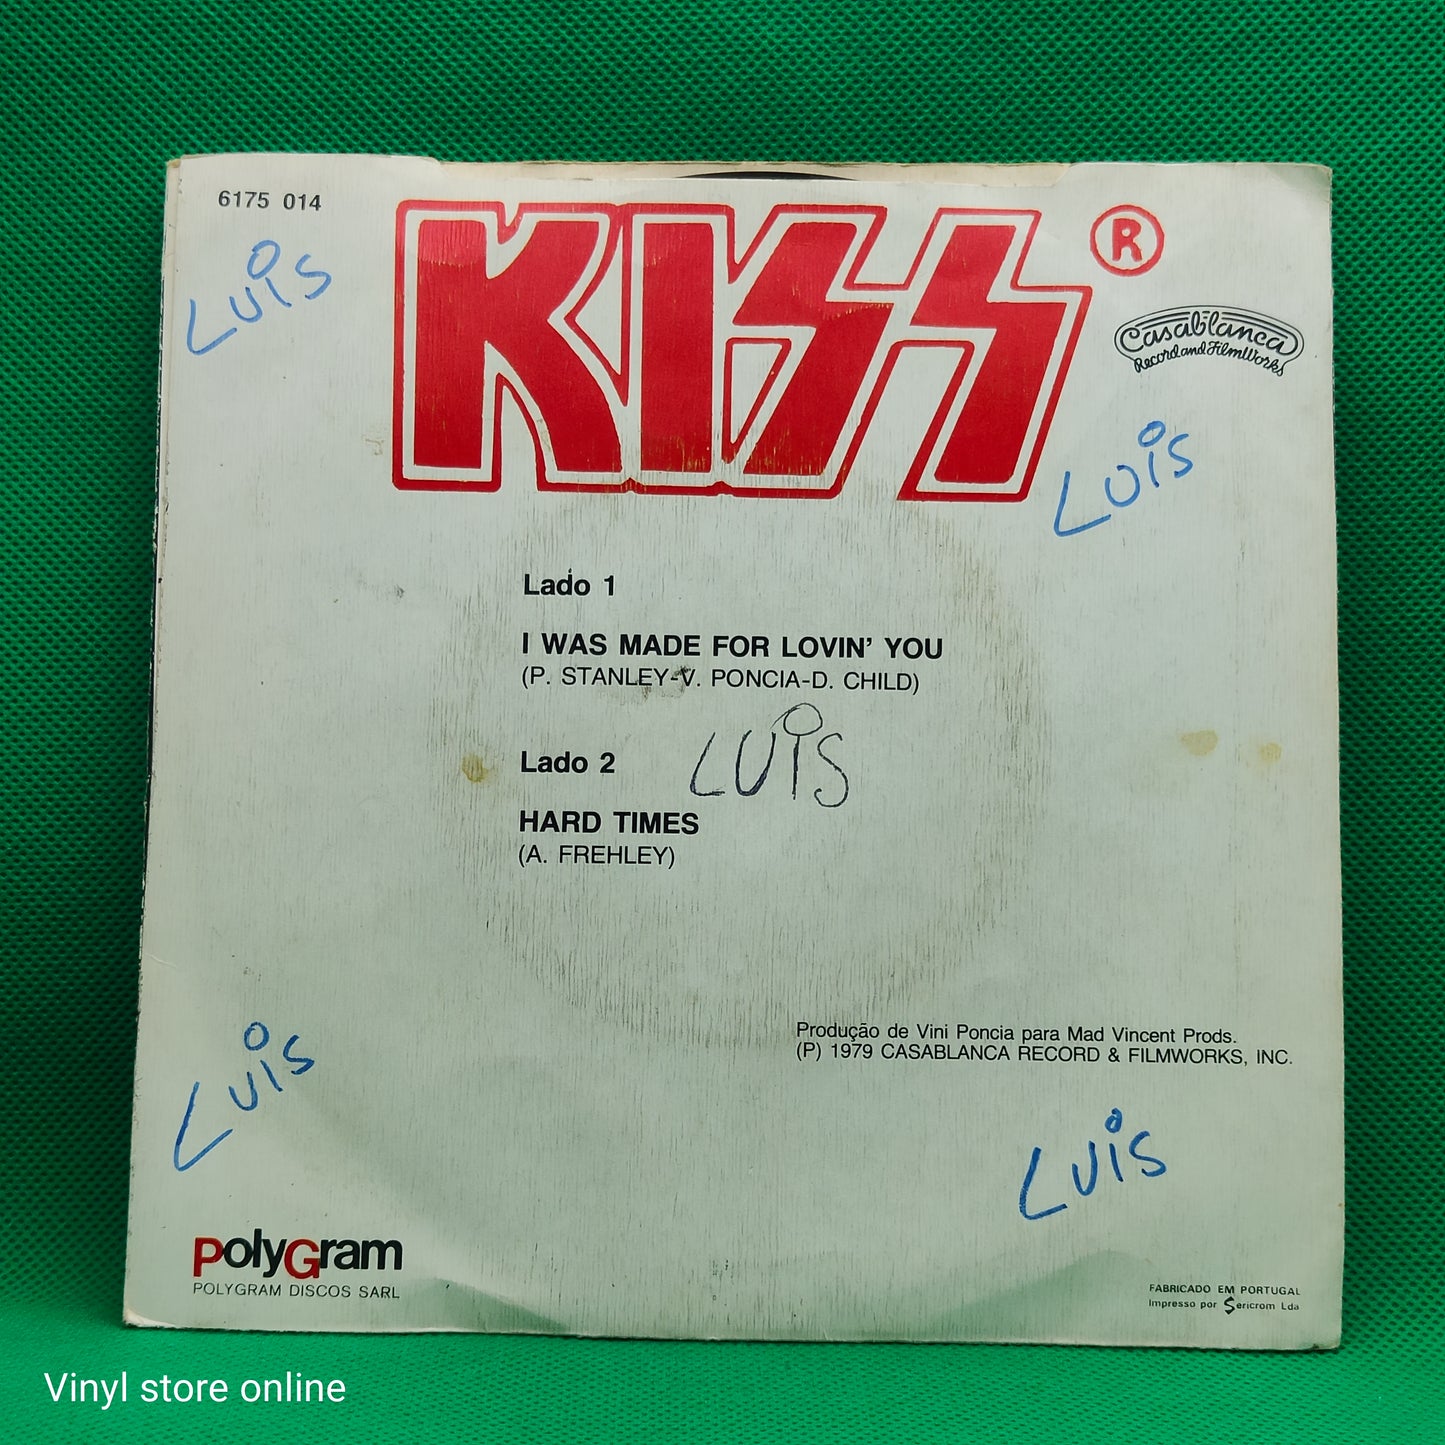 6175 014
KISS ®
Luis
Casablanca
Record and FilmWorks
Luis
Lado 1
I WAS MADE FOR LOVIN' YOU
(P. STANLEY-V. PONCIA-D. CHILD)
Luis
Lado 2
HARD TIMES
(A. FREHLEY)
Produção de Vini Poncia para Mad Vincent Prods.
(P) 1979 CASABLANCA RECORD & FILMWORKS, INC.
Luis
Luis
PolyGram
POLYGRAM DISCOS SARL
FABRICADO EM PORTUGAL
Impresso por Sericrom Lda
Vinyl store online